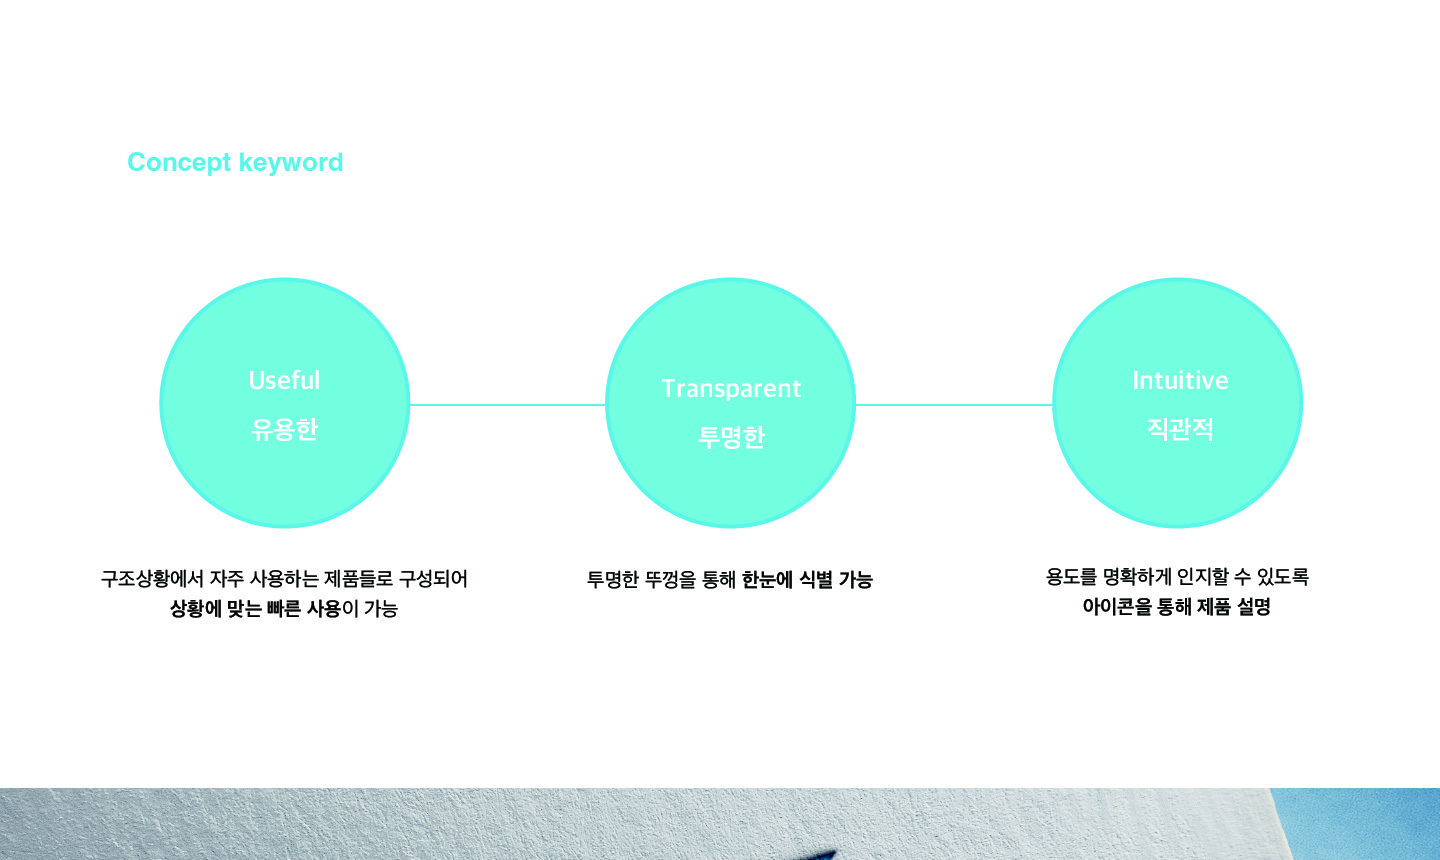 Concept keyword
Useful
유용한
Transparent
투명한
Intuitive
직관적
구조상황에서 자주 사용하는 제품들로 구성되어
상황에 맞는 빠른 사용이 가능
투명한 뚜껑을 통해 한눈에 식별 가능
용도를 명확하게 인지할 수 있도록
아이콘을 통해 제품 설명